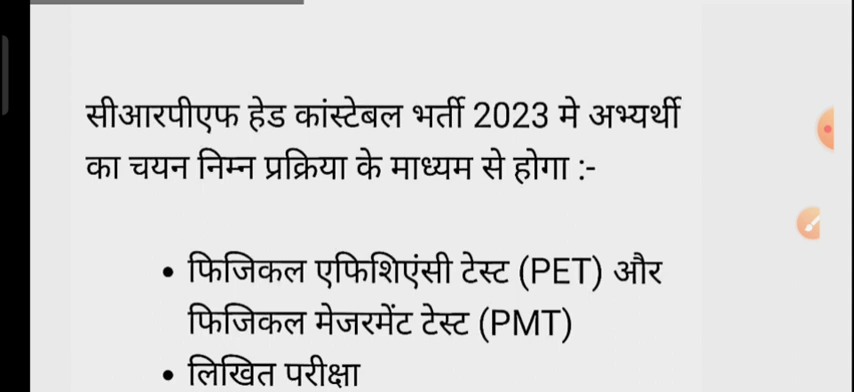 सीआरपीएफ हेड कांस्टेबल भर्ती 2023 मे अभ्यर्थी
का चयन निम्न प्रक्रिया के माध्यम से होगा :-
• फिजिकल एफिशिएंसी टेस्ट (PET) और
फिजिकल मेजरमेंट टेस्ट (PMT)
• लिखित परीक्षा